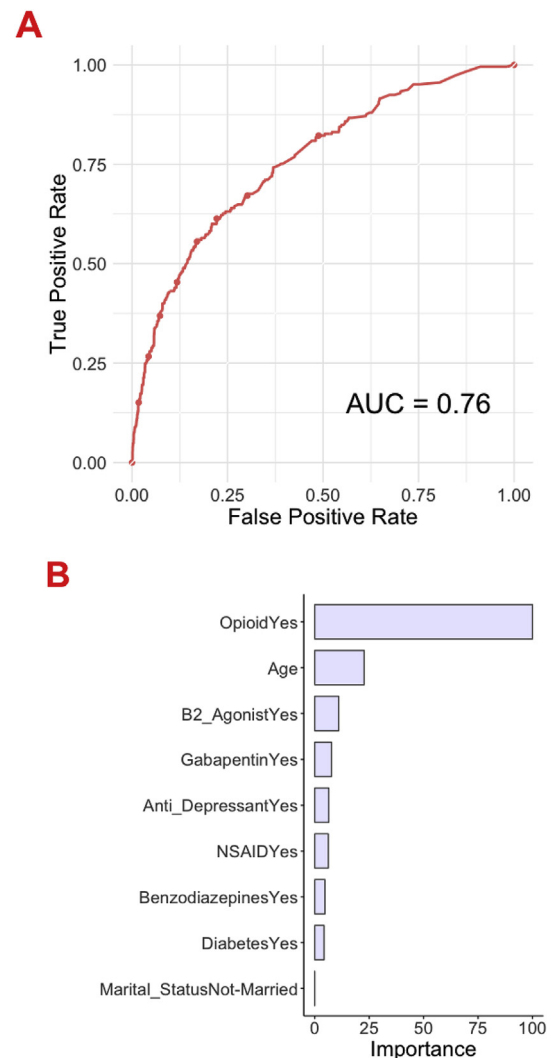 A
1.00
0.75
0.50
0.25
0.00
True Positive Rate
AUC = 0.76
0.00 0.25 0.50 0.75 1.00
False Positive Rate
B
OpioidYes
Age
B2_AgonistYes
GabapentinYes
Anti_DepressantYes
NSAIDYes
BenzodiazepinesYes
DiabetesYes
Marital_StatusNot-Married
0 25 50 75 100
Importance